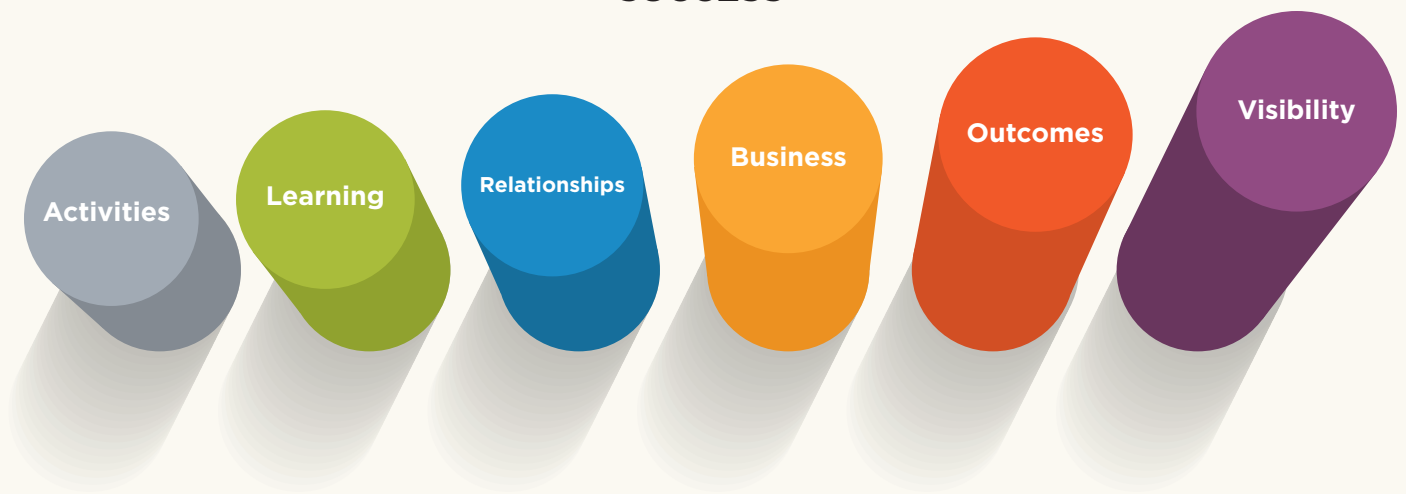 Activities
Learning
Relationships
Business
Outcomes
Visibility